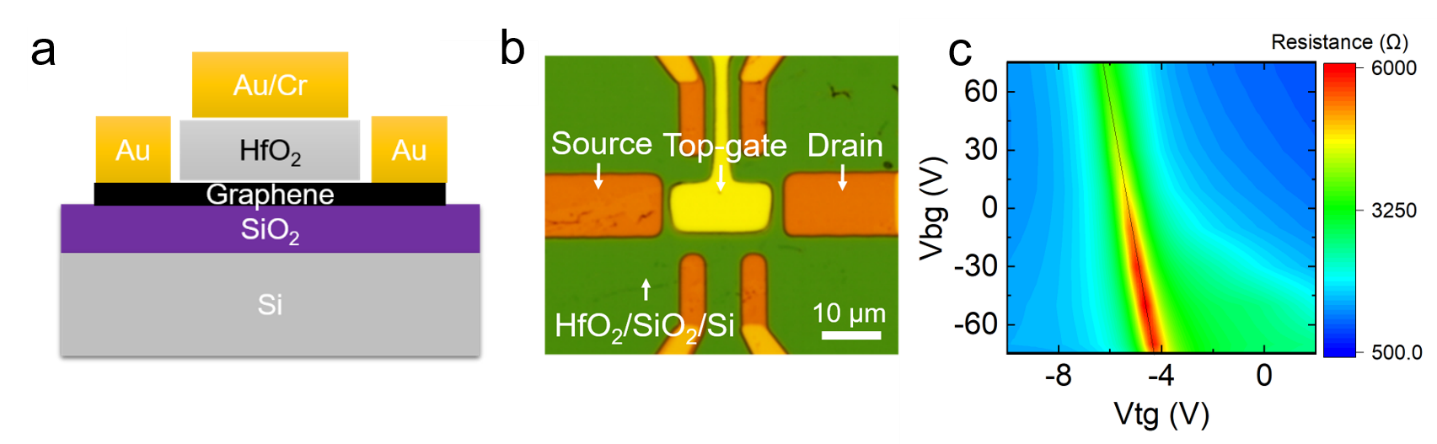 a
Au/Cr
Au
HfO₂
Au
Graphene
SiO₂
Si
b
Source
Top-gate
Drain
HfO₂/SiO₂/Si
10 μm
c
Resistance (Ω)
6000
3250
500.0
Vbg (V)
60
30
0
-30
-60
-8
-4
0
Vtg (V)